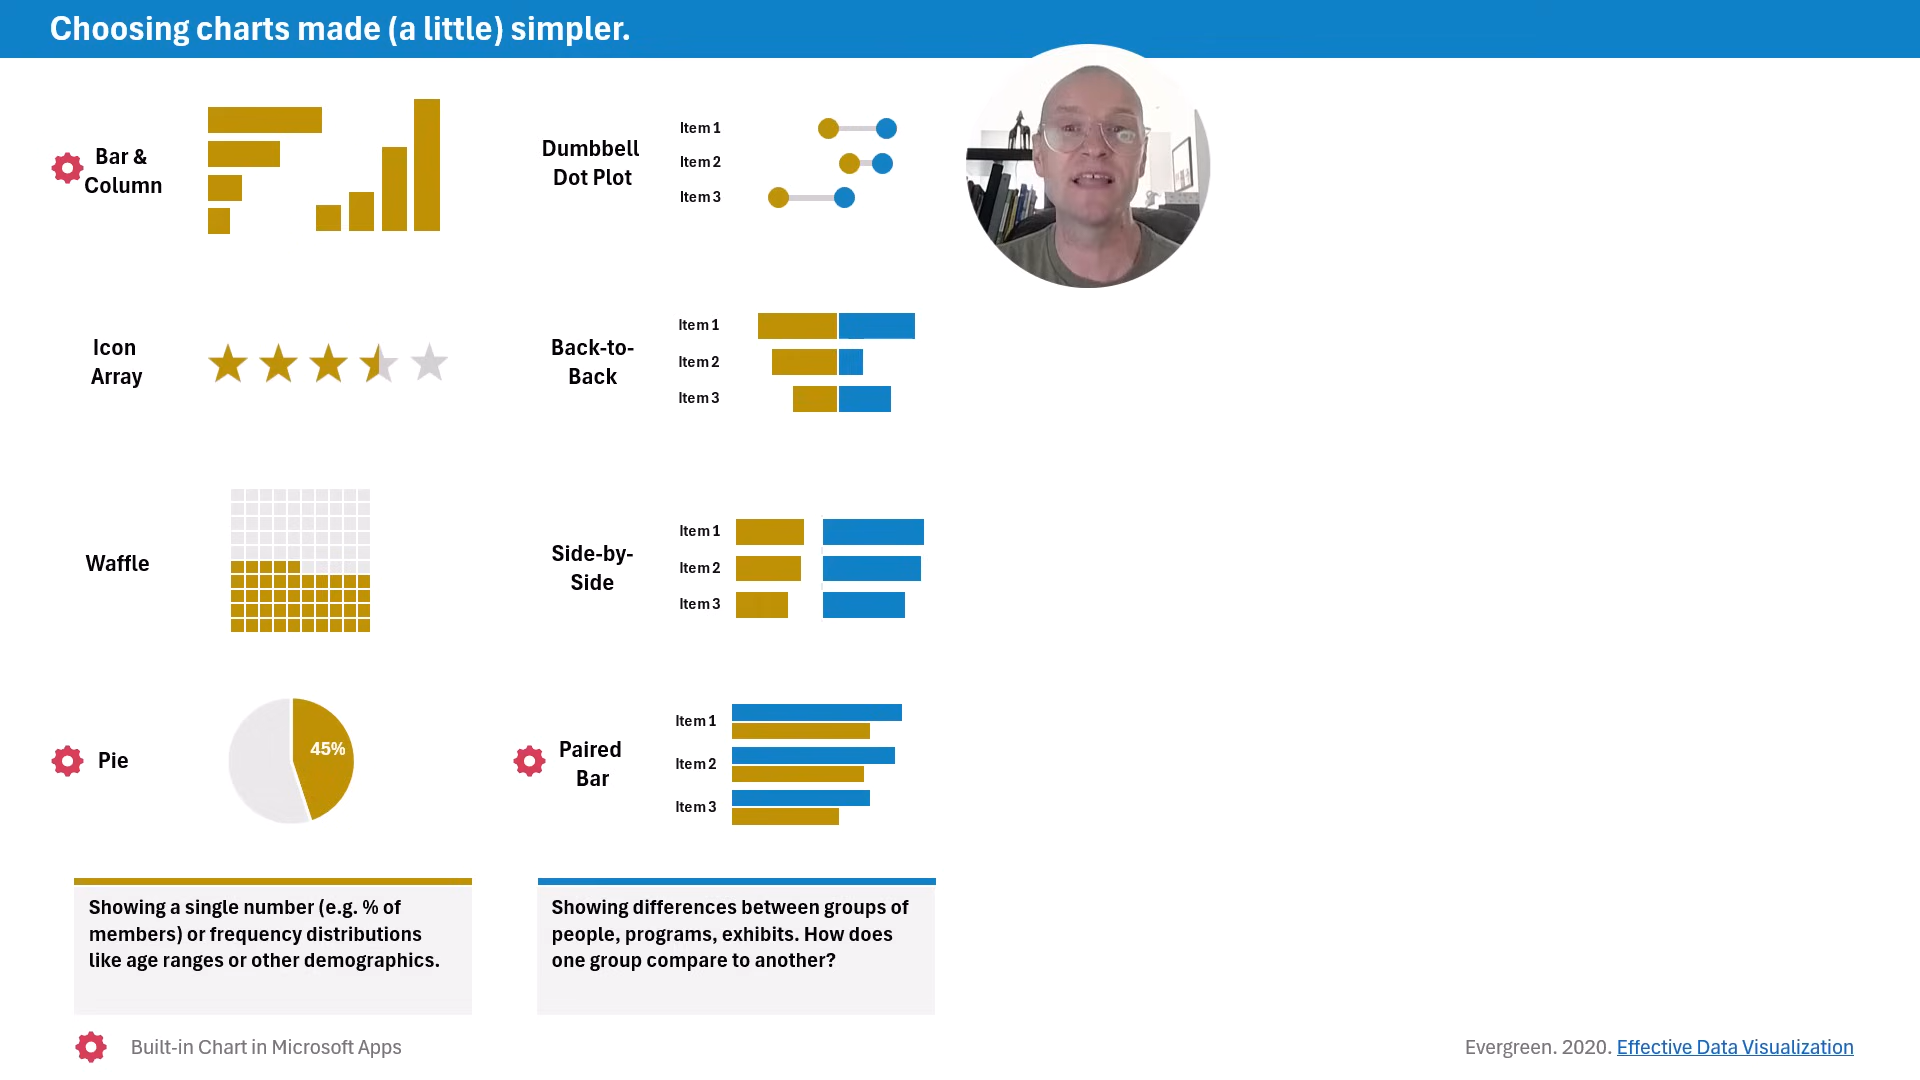 Choosing charts made (a little) simpler.
Bar &
Column
Icon
Array
Waffle
Pie
45%
Showing a single number (e.g. % of
members) or frequency distributions
like age ranges or other demographics.
Dumbbell
Dot Plot
Item 1
Item 2
Item 3
Back-to-
Back
Item 1
Item 2
Item 3
Side-by-
Side
Item 1
Item 2
Item 3
Paired
Bar
Item 1
Item 2
Item 3
Showing differences between groups of
people, programs, exhibits. How does
one group compare to another?
Built-in Chart in Microsoft Apps
Evergreen. 2020. Effective Data Visualization